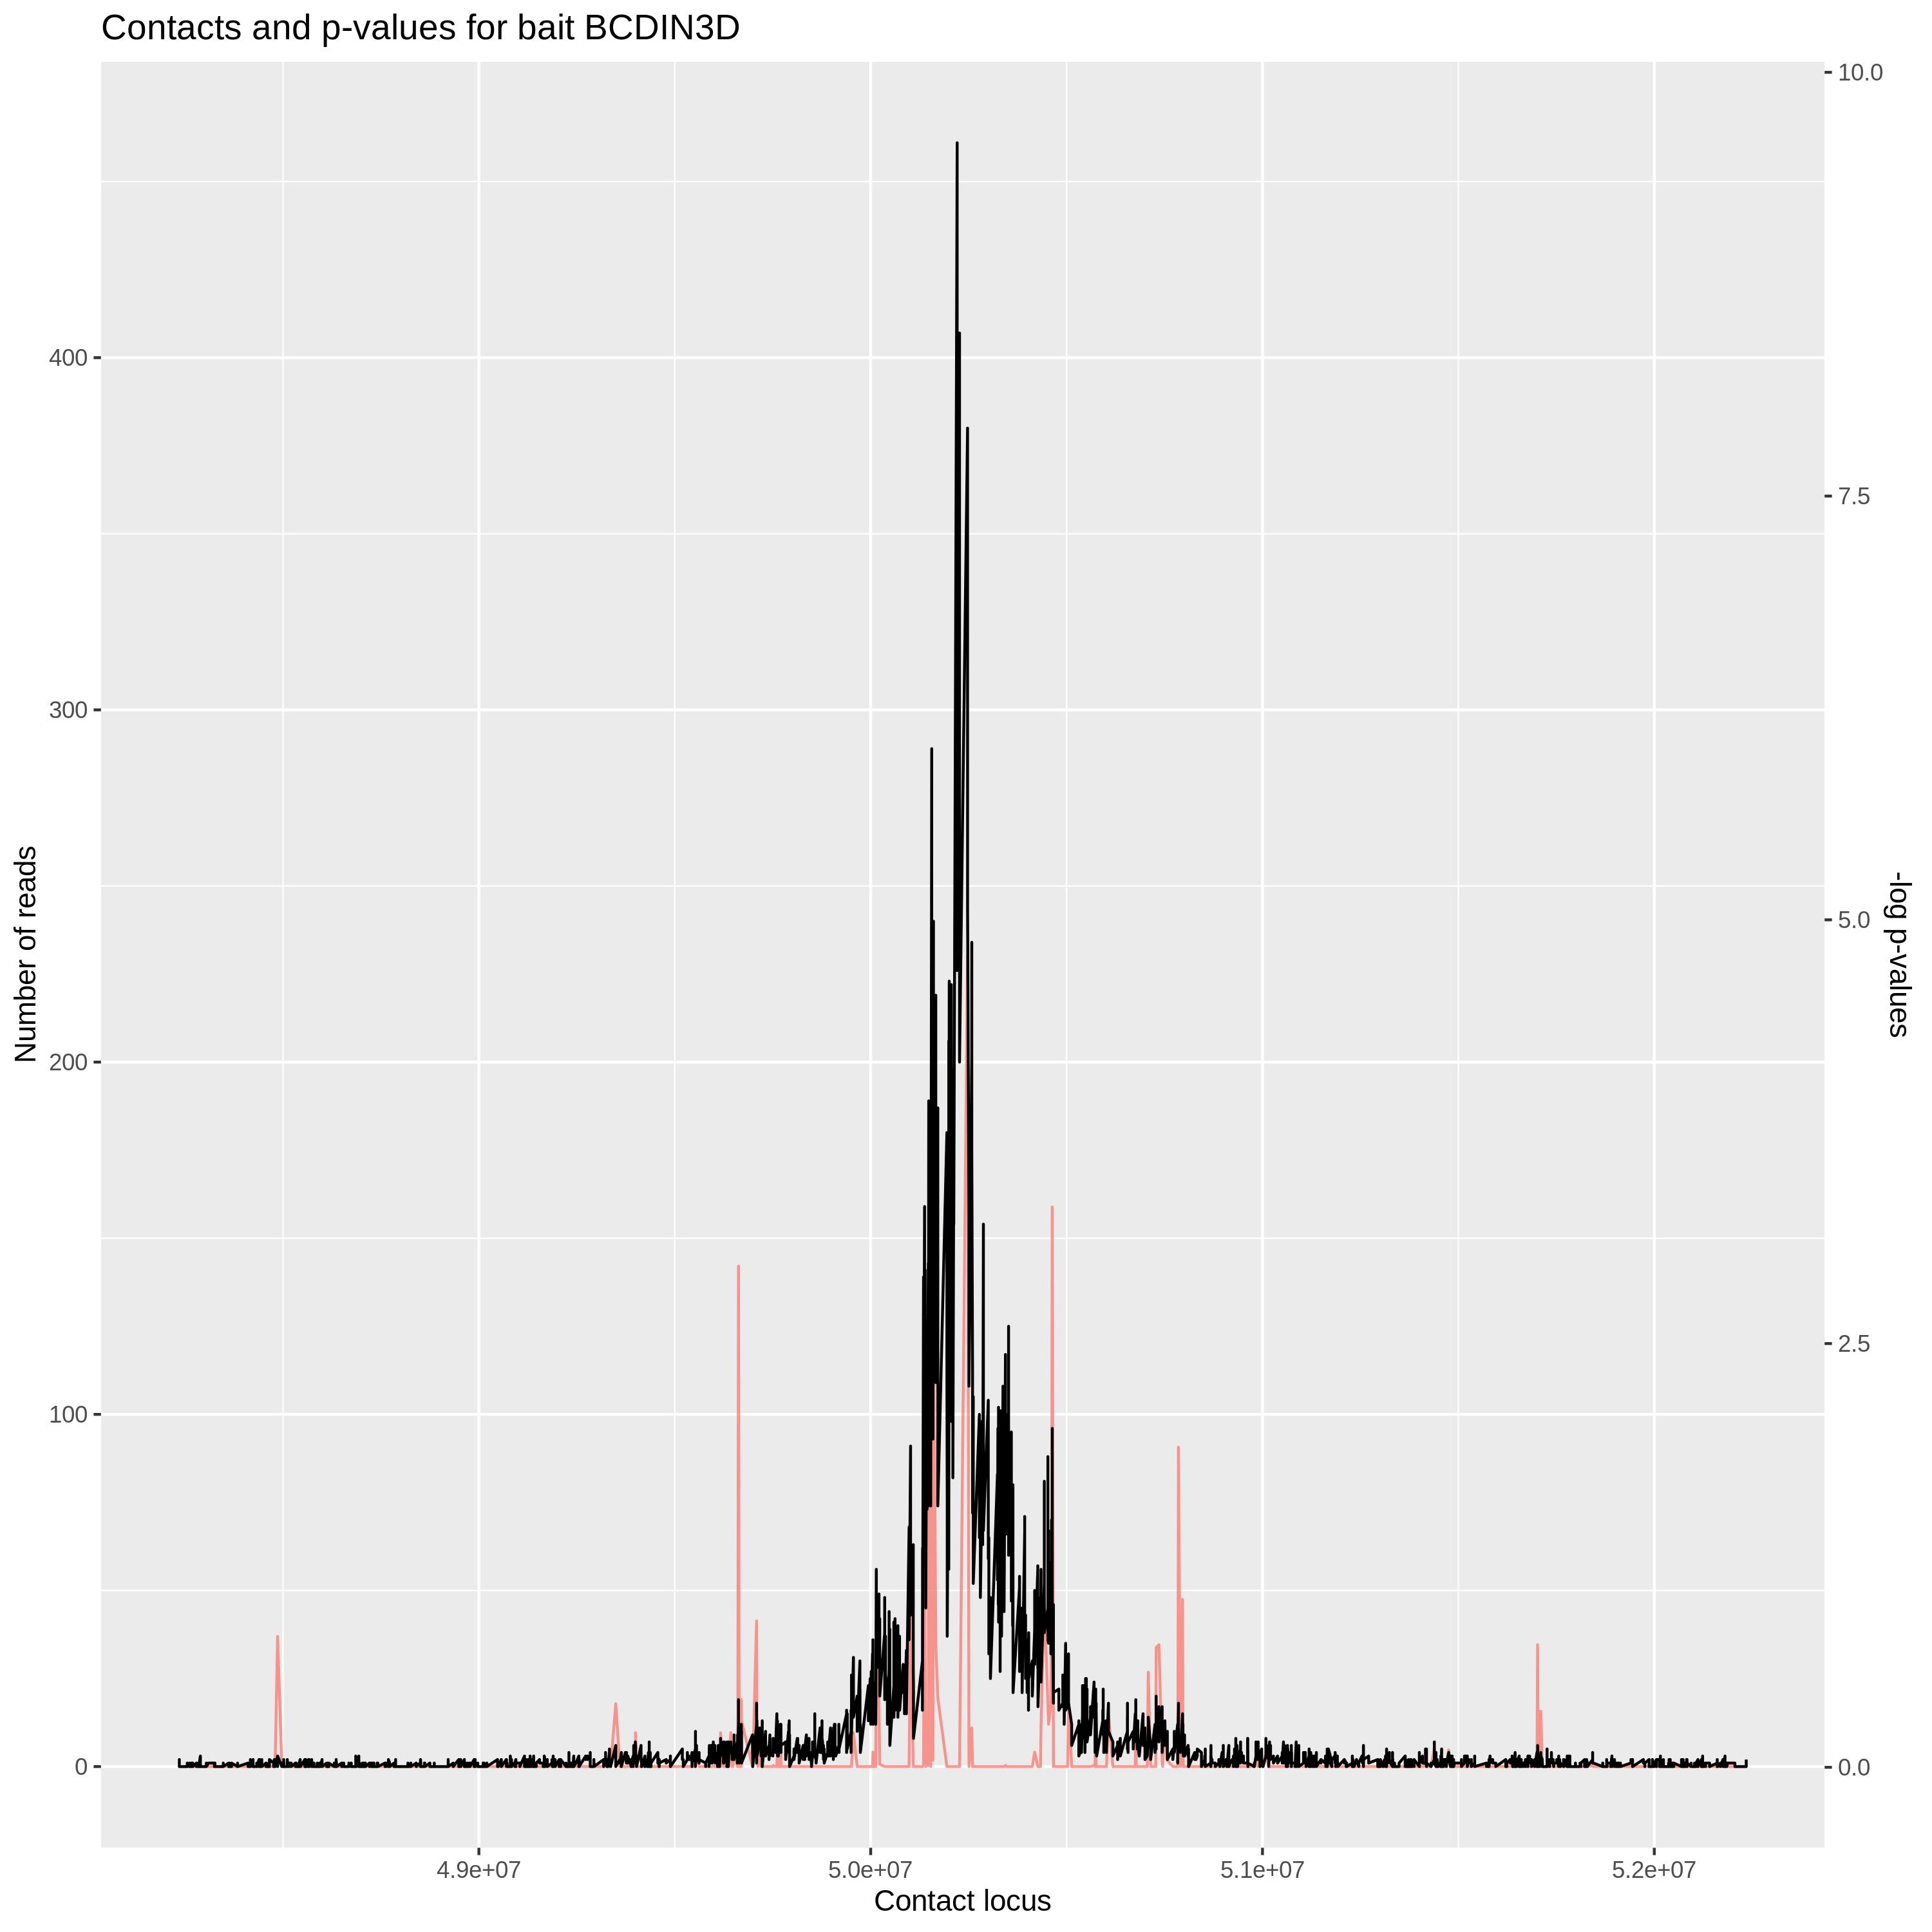 Contacts and p-values for bait BCDIN3D
10.0
7.5
5.0
2.5
0.0
-log p-values
400
300
200
100
0
Number of reads
4.9e+07
5.0e+07
5.1e+07
5.2e+07
Contact locus